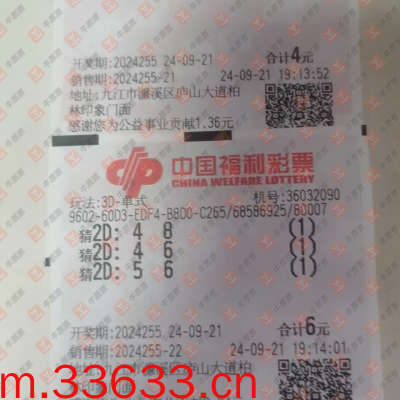 开奖期:2024255 24-09-21 合计4元
销售期:2024255-21 24-09-21 19:13:52
地址:九江市濂溪区庐山大道柏
林印象门面
感谢您为公益事业贡献1.36元
中国福利彩票
CHINA WELFARE LOTTERY
玩法:3D-单式 机号:36032090
9602-60D3-EDF4-B8D0-C265/68586925/80007
猜2D: 4 8 (1)
猜2D: 4 6 (1)
猜2D: 5 6 (1)
开奖期:2024255 24-09-21 合计6元
销售期:2024255-22 24-09-21 19:14:01
m.33633.cn